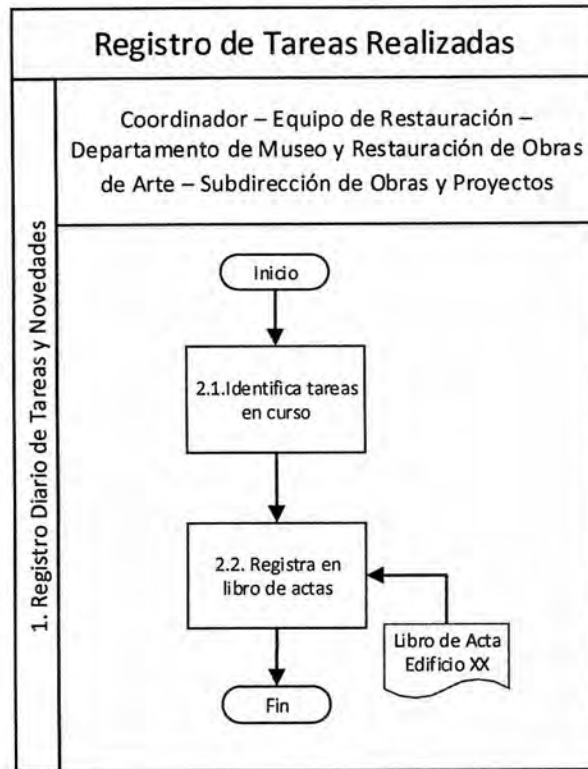 Registro de Tareas Realizadas
Coordinador – Equipo de Restauración –
Departamento de Museo y Restauración de Obras
de Arte – Subdirección de Obras y Proyectos
1. Registro Diario de Tareas y Novedades
Inicio
2.1.Identifica tareas
en curso
2.2. Registra en
libro de actas
Libro de Acta
Edificio XX
Fin